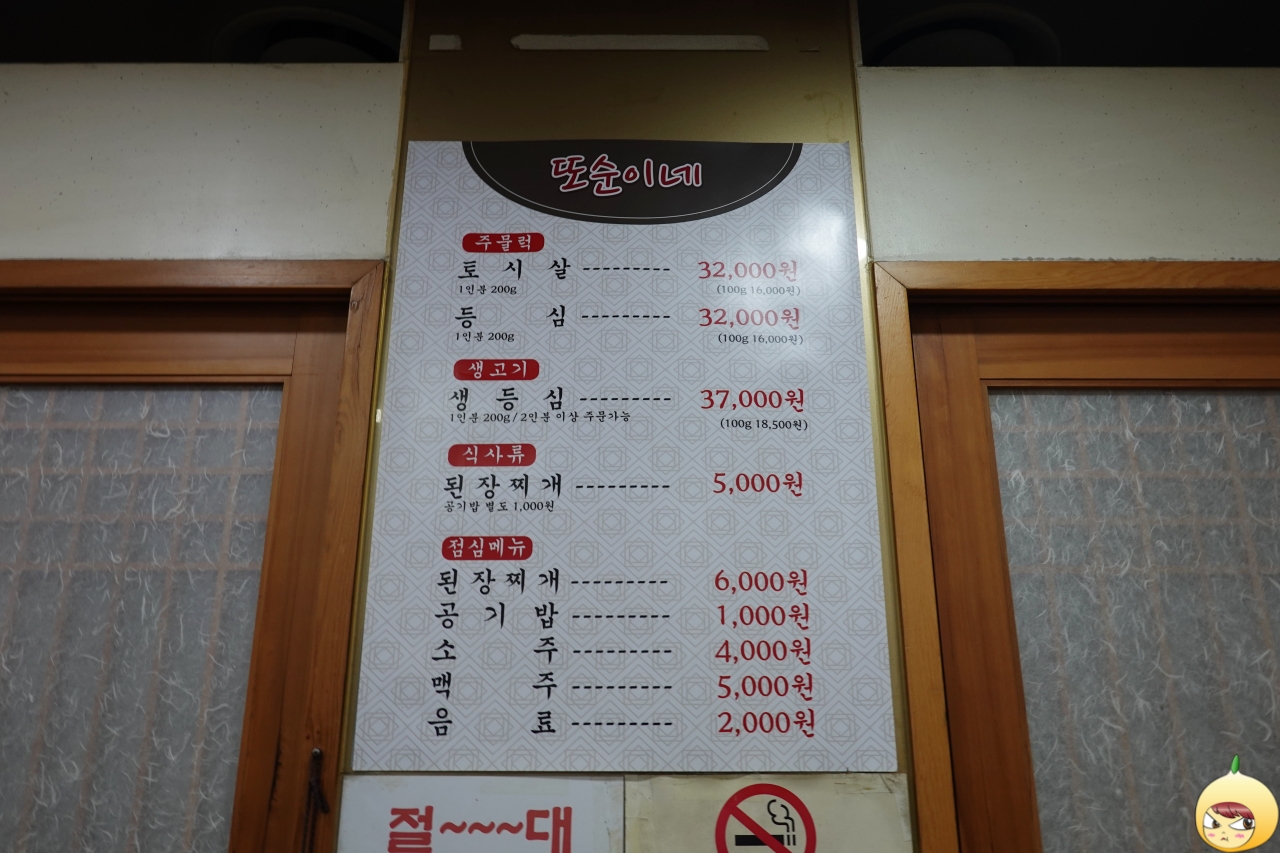 또순이네
주물럭
토시살 --------- 32,000원
1인분 200g (100g 16,000원)
등심 --------- 32,000원
1인분 200g (100g 16,000원)
생고기
생등심 --------- 37,000원
1인분 200g / 2인분 이상 주문가능 (100g 18,500원)
식사류
된장찌개 --------- 5,000원
공기밥 별도 1,000원
점심메뉴
된장찌개 --------- 6,000원
공기밥 --------- 1,000원
소주 --------- 4,000원
맥주 --------- 5,000원
음료 --------- 2,000원
절~~~대